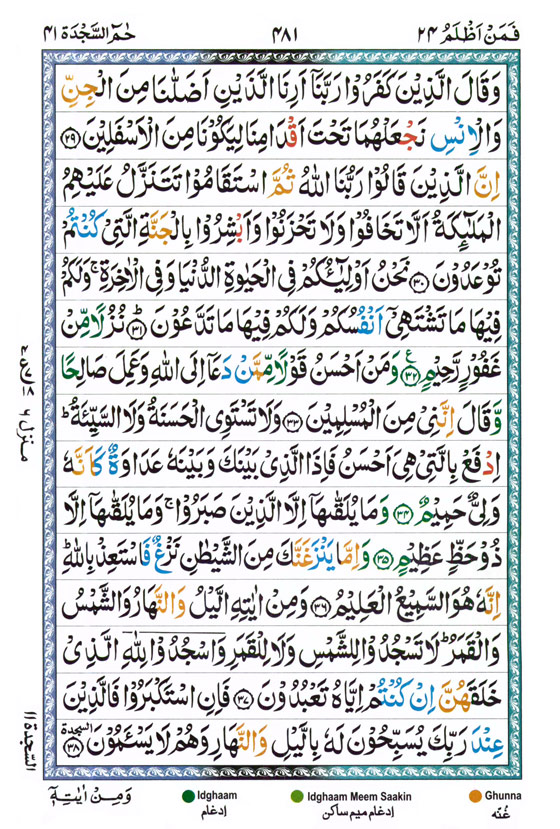 فَمَنْ اَظْلَمُ ٢٤ ٤٨١ حٰمٓ السَّجْدَة ٤١
وَقَالَ الَّذِيْنَ كَفَرُوْا رَبَّنَاۤ اَرِنَا الَّذَيْنِ اَضَلّٰنَا مِنَ الْجِنِّ
وَالْاِنْسِ نَجْعَلْهُمَا تَحْتَ اَقْدَامِنَا لِيَكُوْنَا مِنَ الْاَسْفَلِيْنَ ۝٢٩
اِنَّ الَّذِيْنَ قَالُوْا رَبُّنَا اللّٰهُ ثُمَّ اسْتَقَامُوْا تَتَنَزَّلُ عَلَيْهِمُ
الْمَلٰٓئِكَةُ اَلَّا تَخَافُوْا وَلَا تَحْزَنُوْا وَاَبْشِرُوْا بِالْجَنَّةِ الَّتِيْ كُنْتُمْ
تُوْعَدُوْنَ ۝٣٠ نَحْنُ اَوْلِيٰٓؤُكُمْ فِي الْحَيٰوةِ الدُّنْيَا وَفِي الْاٰخِرَةِ ۚ وَلَكُمْ
فِيْهَا مَا تَشْتَهِيْۤ اَنْفُسُكُمْ وَلَكُمْ فِيْهَا مَا تَدَّعُوْنَ ؕ۝٣١ نُزُلًا مِّنْ
غَفُوْرٍ رَّحِيْمٍ ۝٣٢ ع وَمَنْ اَحْسَنُ قَوْلًا مِّمَّنْ دَعَاۤ اِلَى اللّٰهِ وَعَمِلَ صَالِحًا
وَّقَالَ اِنَّنِيْ مِنَ الْمُسْلِمِيْنَ ۝٣٣ وَلَا تَسْتَوِي الْحَسَنَةُ وَلَا السَّيِّئَةُ ؕ
اِدْفَعْ بِالَّتِيْ هِيَ اَحْسَنُ فَاِذَا الَّذِيْ بَيْنَكَ وَبَيْنَهٗ عَدَاوَةٌ كَاَنَّهٗ
وَلِيٌّ حَمِيْمٌ ۝٣٤ وَمَا يُلَقّٰىهَاۤ اِلَّا الَّذِيْنَ صَبَرُوْا ۚ وَمَا يُلَقّٰىهَاۤ اِلَّا
ذُوْ حَظٍّ عَظِيْمٍ ۝٣٥ وَاِمَّا يَنْزَغَنَّكَ مِنَ الشَّيْطٰنِ نَزْغٌ فَاسْتَعِذْ بِاللّٰهِ ؕ
اِنَّهٗ هُوَ السَّمِيْعُ الْعَلِيْمُ ۝٣٦ وَمِنْ اٰيٰتِهِ الَّيْلُ وَالنَّهَارُ وَالشَّمْسُ
وَالْقَمَرُ ؕ لَا تَسْجُدُوْا لِلشَّمْسِ وَلَا لِلْقَمَرِ وَاسْجُدُوْا لِلّٰهِ الَّذِيْ
خَلَقَهُنَّ اِنْ كُنْتُمْ اِيَّاهُ تَعْبُدُوْنَ ۝٣٧ فَاِنِ اسْتَكْبَرُوْا فَالَّذِيْنَ
عِنْدَ رَبِّكَ يُسَبِّحُوْنَ لَهٗ بِالَّيْلِ وَالنَّهَارِ وَهُمْ لَا يَسْـَٔمُوْنَ ۝٣٨ السجدة
منزل ٦
السّجدة ١١
وَمِنْ اٰيٰتِهٖ
Idghaam
اِدغام
Idghaam Meem Saakin
اِدغام میم ساکن
Ghunna
غُنّه